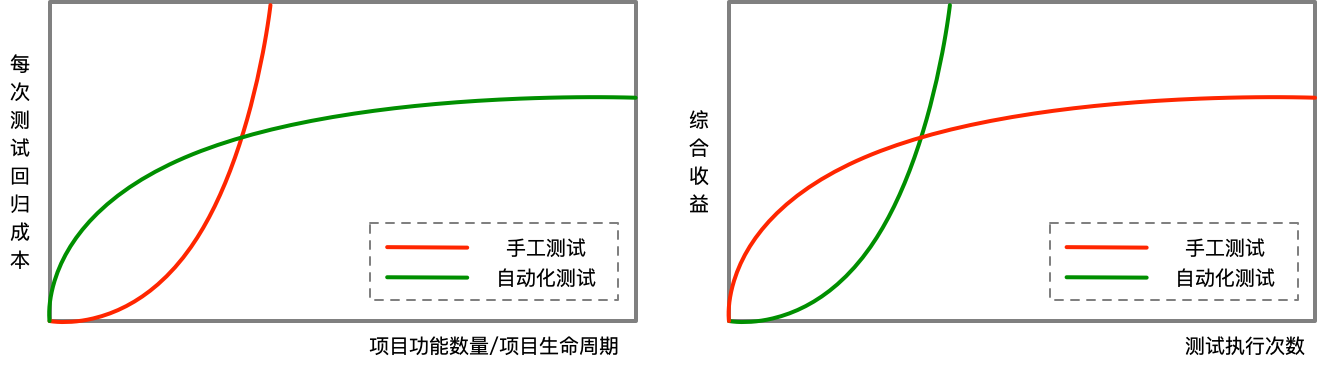 每次测试回归成本
手工测试
自动化测试
项目功能数量/项目生命周期
综合收益
手工测试
自动化测试
测试执行次数